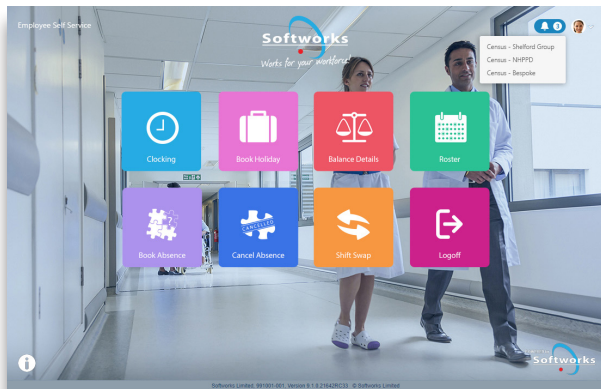 Employee Self Service
3
Softworks
Works for your workforce!
Census - Shelford Group
Census - NHPPD
Census - Bespoke
Clocking
Book Holiday
Balance Details
Roster
?
CANCELLED
Book Absence
Cancel Absence
Shift Swap
Logoff
i
Softworks
Softworks Limited, 981001-001, Version 9.1.0.21642RC33 © Softworks Limited